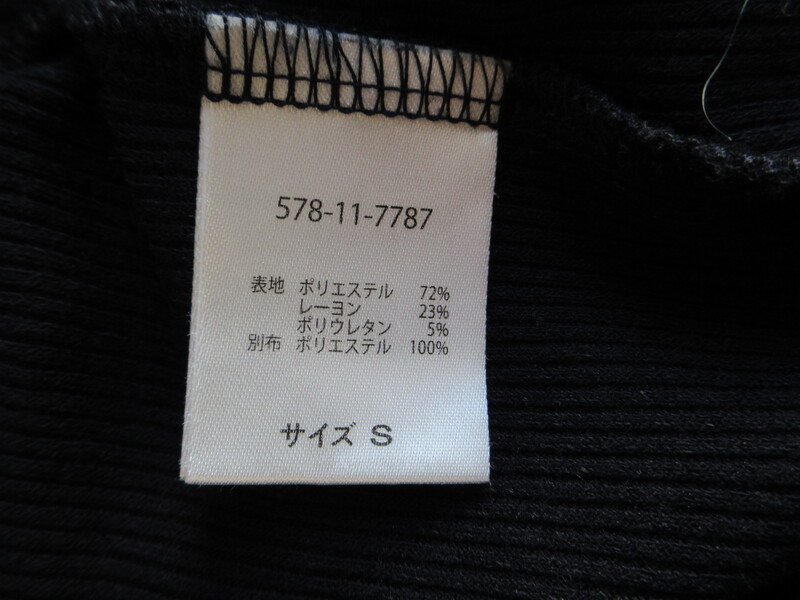 578-11-7787
表地 ポリエステル 72%
レーヨン 23%
ポリウレタン 5%
別布 ポリエステル 100%
サイズ S